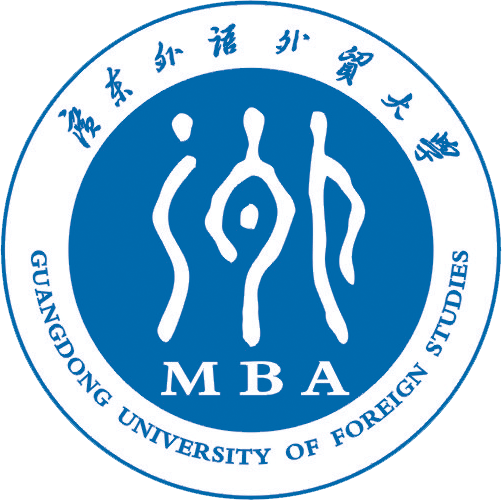 廣東外語外貿大學
MBA
GUANGDONG UNIVERSITY OF FOREIGN STUDIES